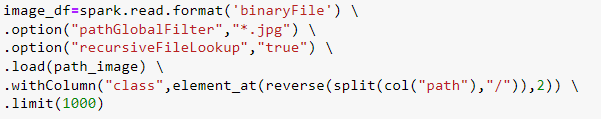 image_df=spark.read.format('binaryFile') \
.option("pathGlobalFilter","*.jpg") \
.option("recursiveFileLookup","true") \
.load(path_image) \
.withColumn("class",element_at(reverse(split(col("path"),"/")),2)) \
.limit(1000)